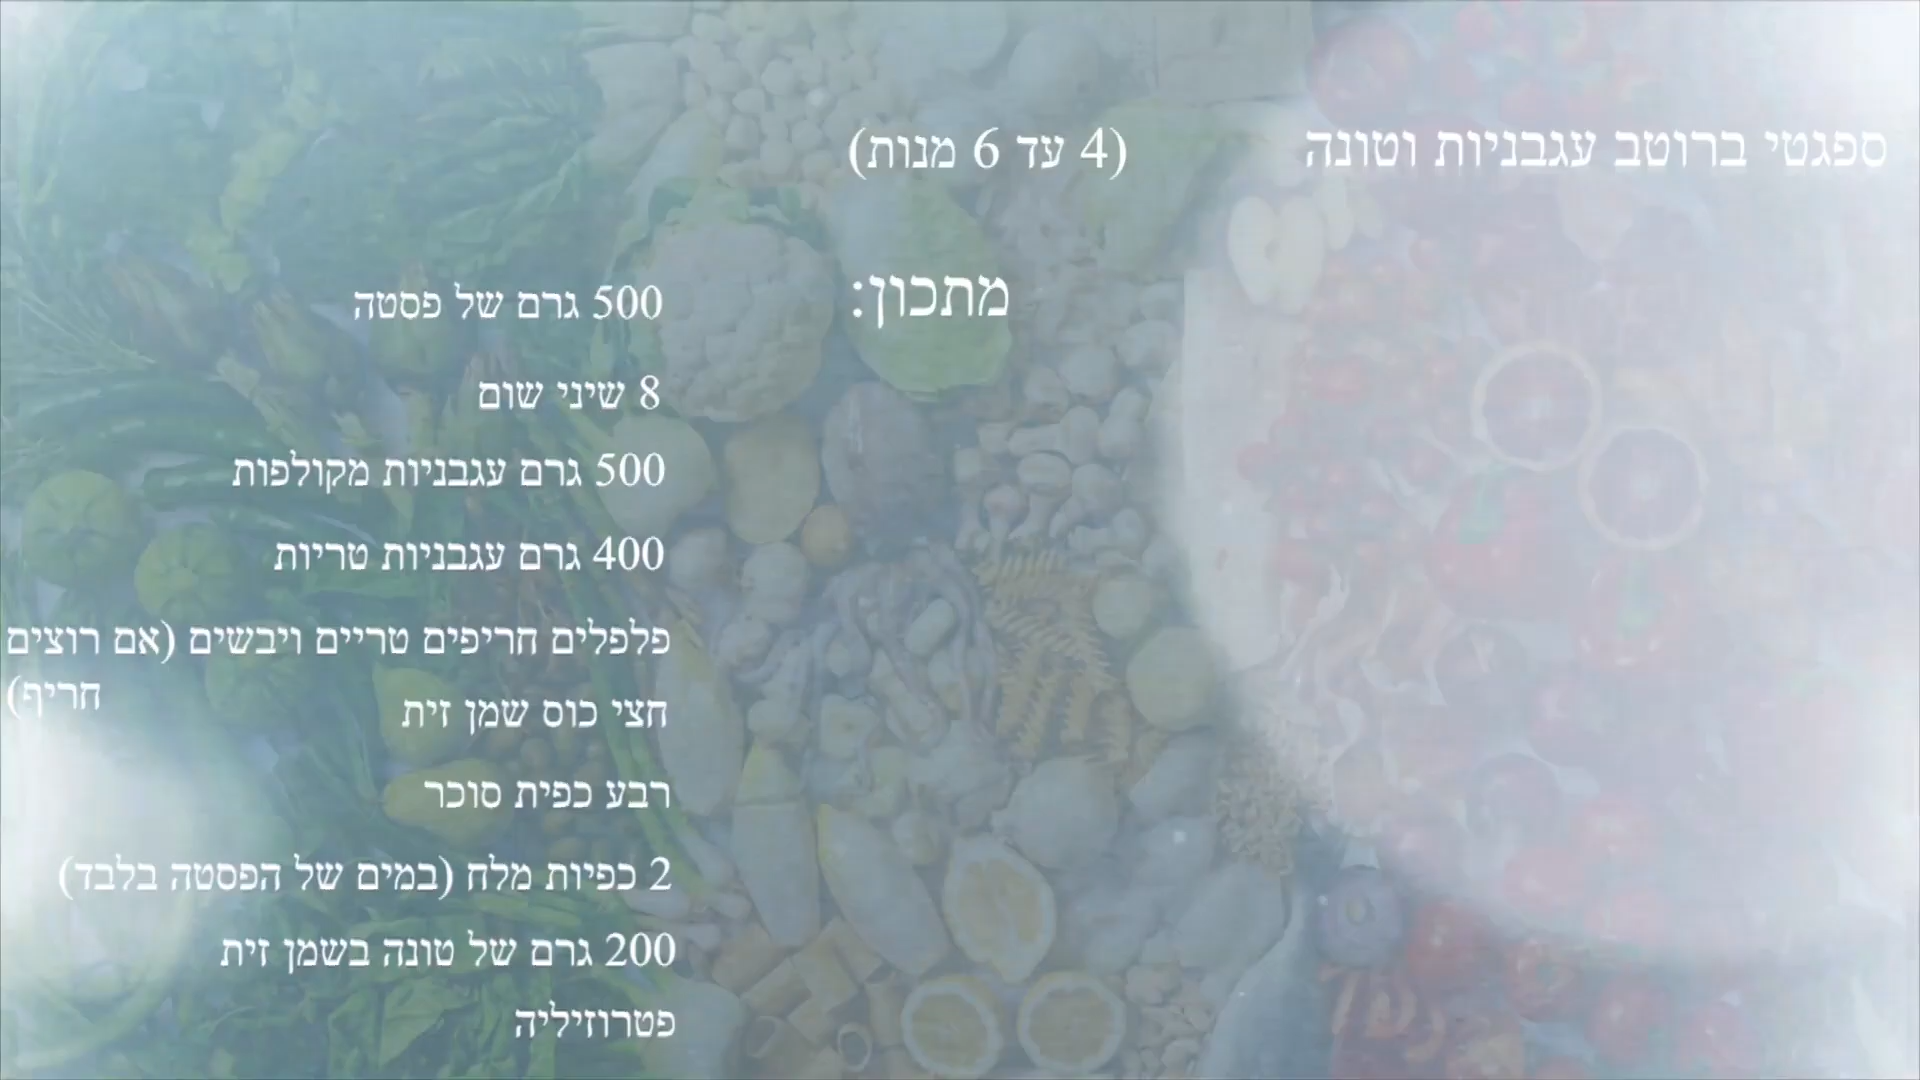 ספגטי ברוטב עגבניות וטונה
(4 עד 6 מנות)
מתכון:
500 גרם של פסטה
8 שיני שום
500 גרם עגבניות מקולפות
400 גרם עגבניות טריות
פלפלים חריפים טריים ויבשים (אם רוצים
חריף)
חצי כוס שמן זית
רבע כפית סוכר
2 כפיות מלח (במים של הפסטה בלבד)
200 גרם של טונה בשמן זית
פטרוזיליה